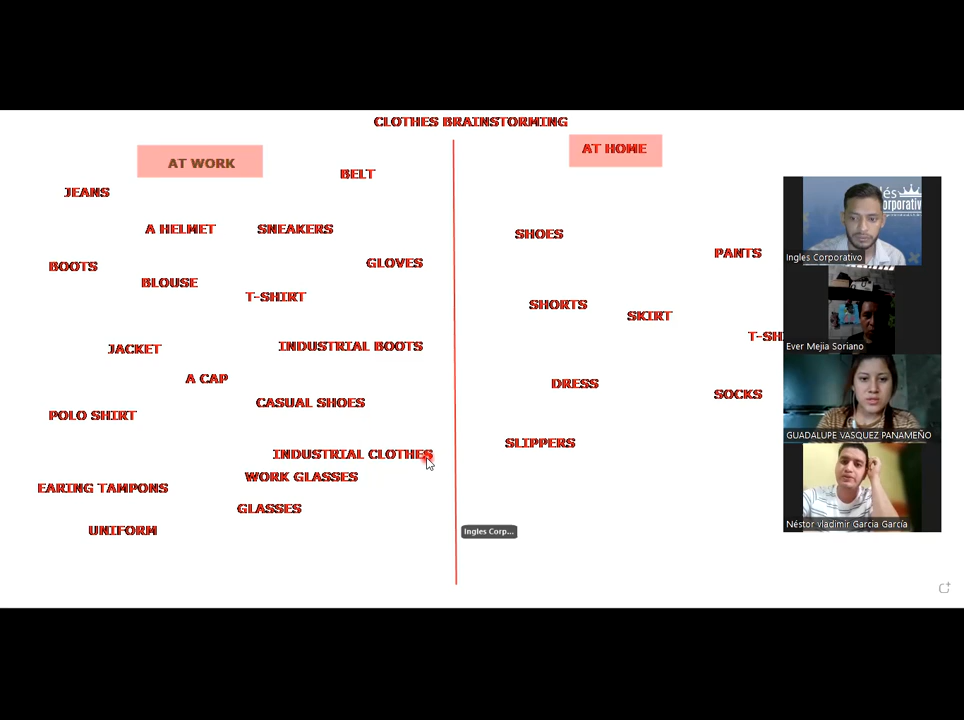 CLOTHES BRAINSTORMING
AT WORK
AT HOME
BELT
JEANS
A HELMET
SNEAKERS
SHOES
PANTS
BOOTS
GLOVES
BLOUSE
T-SHIRT
SHORTS
SKIRT
T-SHI
JACKET
INDUSTRIAL BOOTS
A CAP
DRESS
SOCKS
CASUAL SHOES
POLO SHIRT
SLIPPERS
INDUSTRIAL CLOTHES
WORK GLASSES
EARING TAMPONS
GLASSES
UNIFORM
Ingles Corp...
Ingles Corporativo
Ever Mejia Soriano
GUADALUPE VASQUEZ PANAMEÑO
Néstor vladimir Garcia García